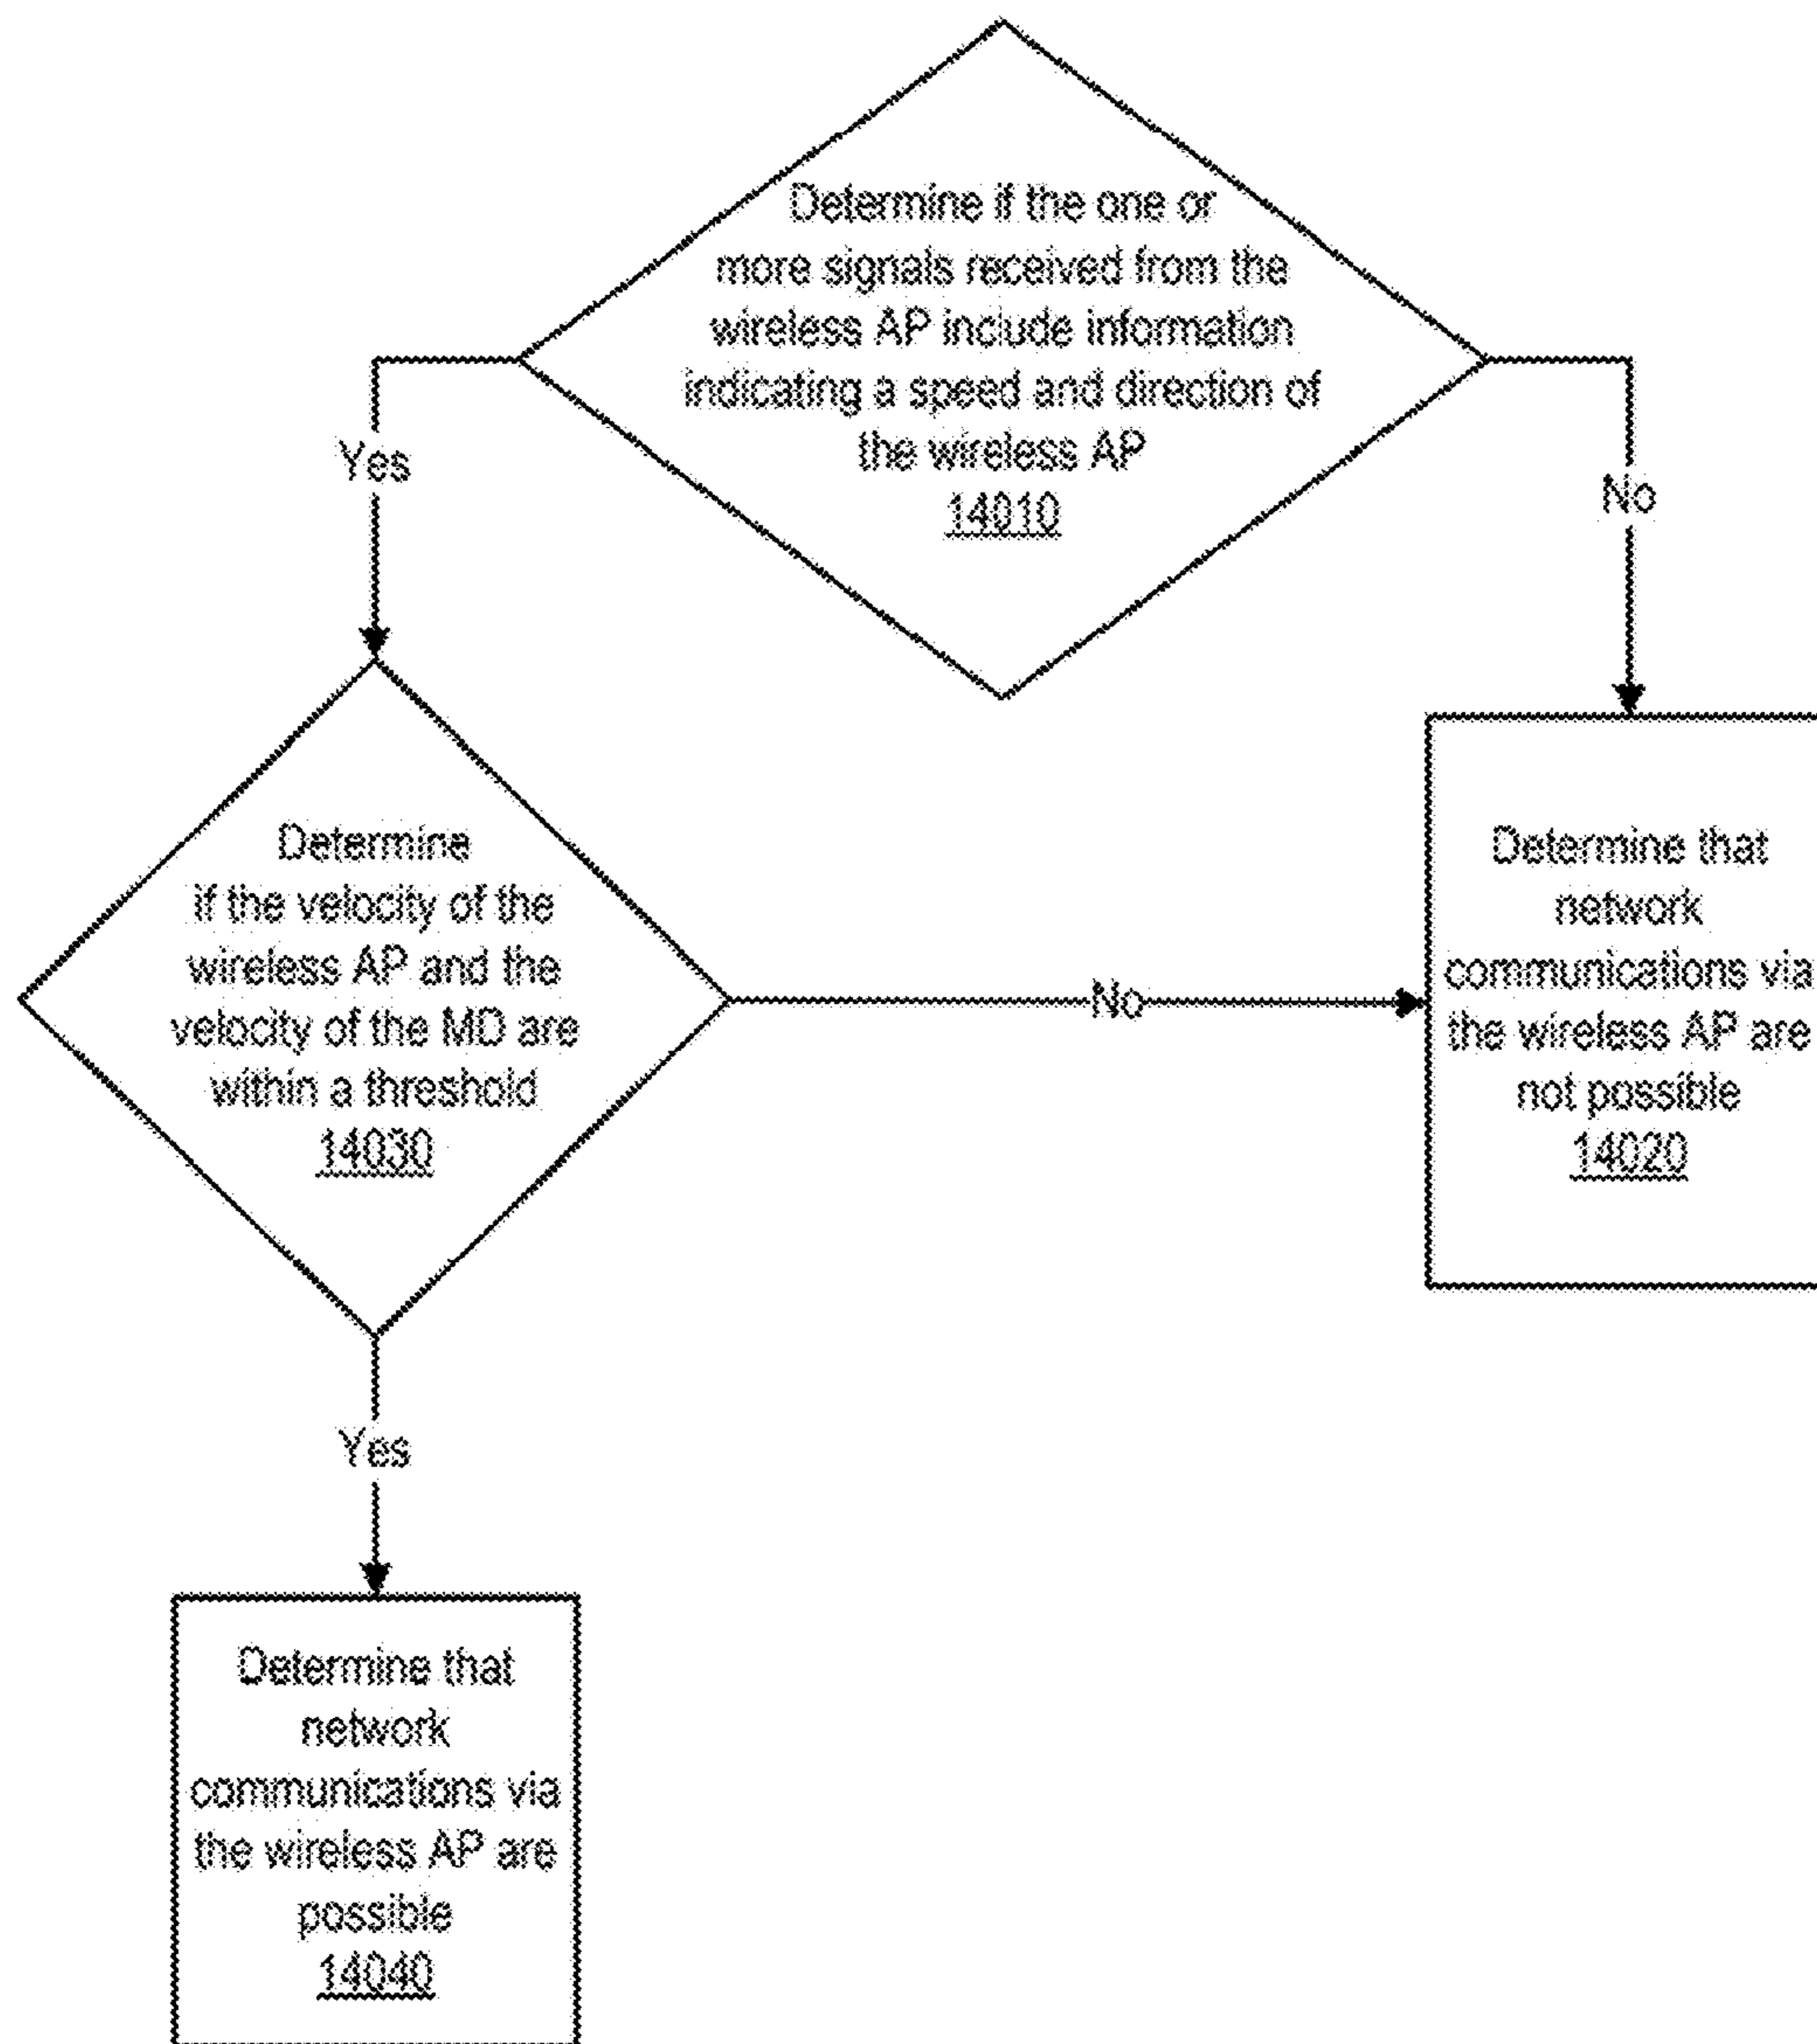 Determine if the one or
more signals received from the
wireless AP include information
indicating a speed and direction of
the wireless AP
14010
Yes
No
Determine
if the velocity of the
wireless AP and the
velocity of the MD are
within a threshold
14030
No
Determine that
network
communications via
the wireless AP are
not possible
14020
Yes
Determine that
network
communications via
the wireless AP are
possible
14040